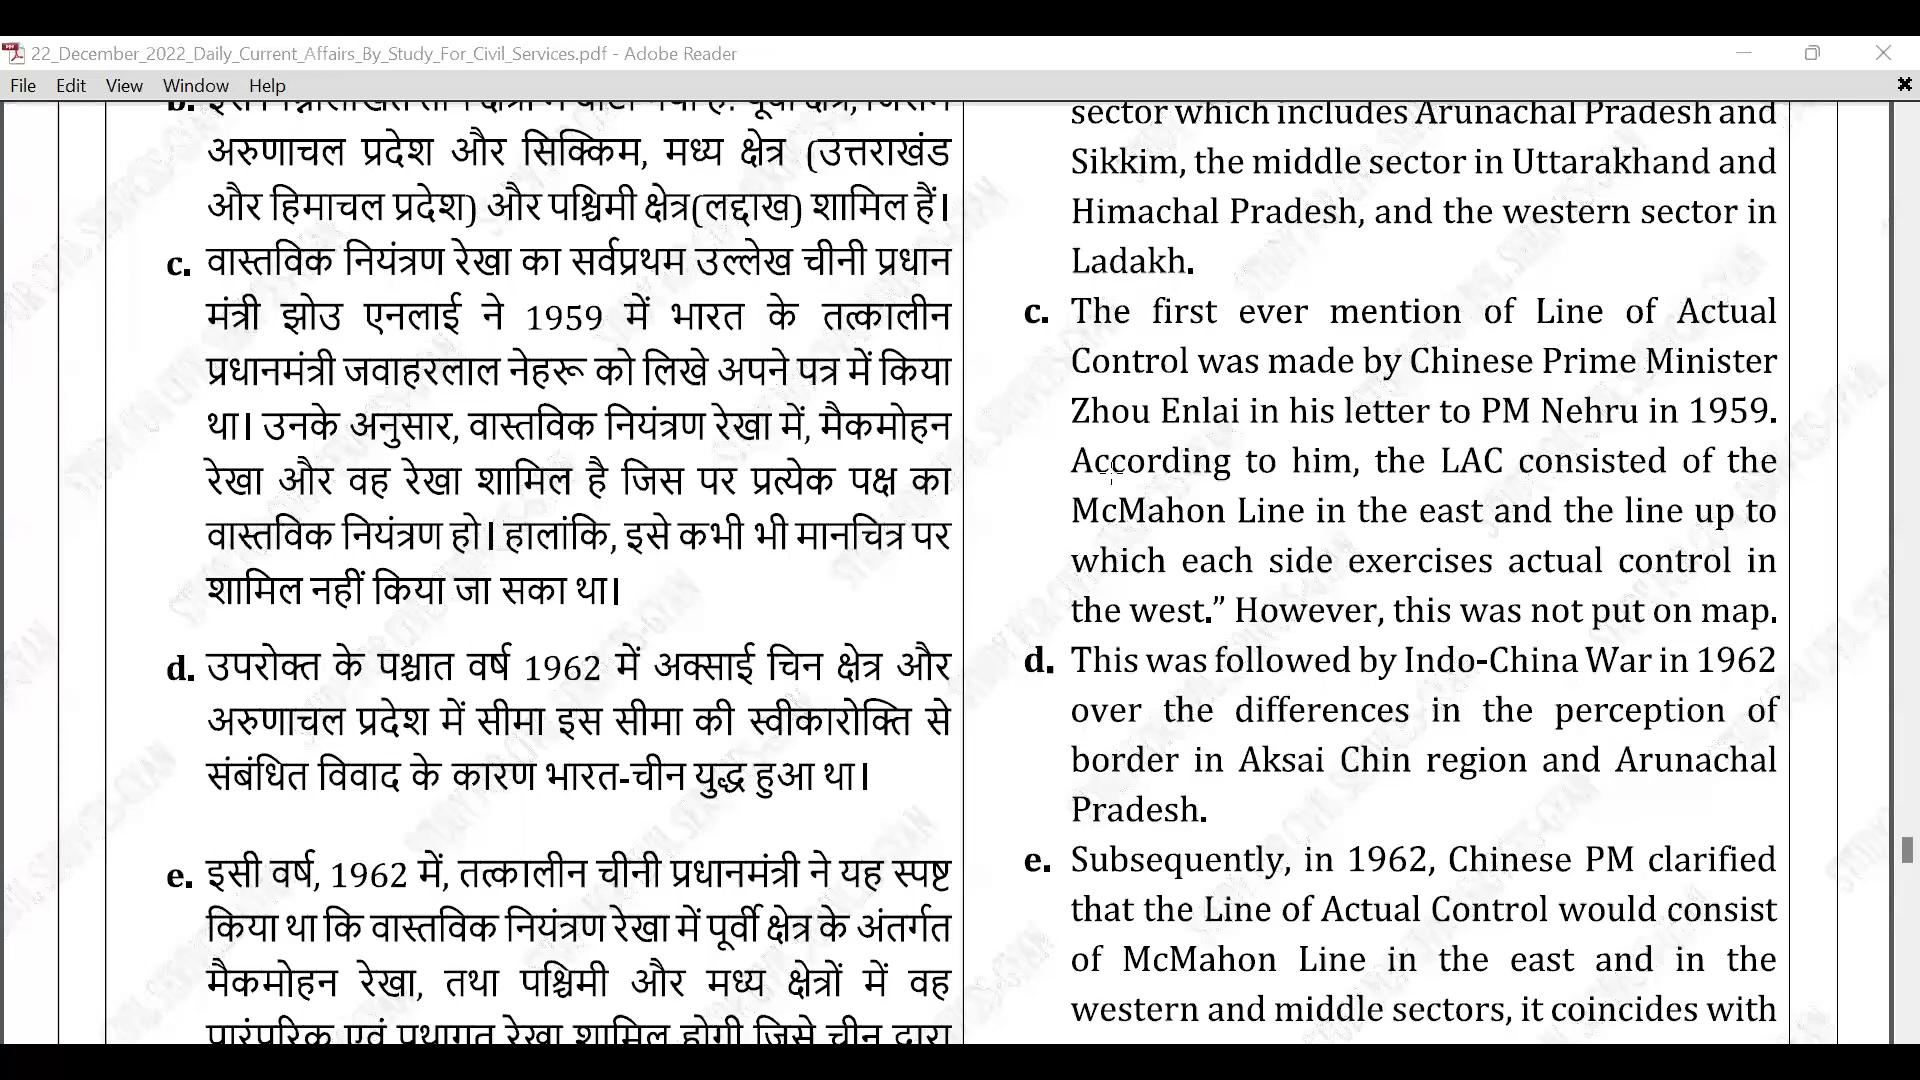 22_December_2022_Daily_Current_Affairs_By_Study_For_Civil_Services.pdf - Adobe Reader
File Edit View Window Help
अरुणाचल प्रदेश और सिक्किम, मध्य क्षेत्र (उत्तराखंड
और हिमाचल प्रदेश) और पश्चिमी क्षेत्र(लद्दाख) शामिल हैं।
c. वास्तविक नियंत्रण रेखा का सर्वप्रथम उल्लेख चीनी प्रधान
मंत्री झोउ एनलाई ने 1959 में भारत के तत्कालीन
प्रधानमंत्री जवाहरलाल नेहरू को लिखे अपने पत्र में किया
था। उनके अनुसार, वास्तविक नियंत्रण रेखा में, मैकमोहन
रेखा और वह रेखा शामिल है जिस पर प्रत्येक पक्ष का
वास्तविक नियंत्रण हो। हालांकि, इसे कभी भी मानचित्र पर
शामिल नहीं किया जा सका था।
d. उपरोक्त के पश्चात वर्ष 1962 में अक्साई चिन क्षेत्र और
अरुणाचल प्रदेश में सीमा इस सीमा की स्वीकारोक्ति से
संबंधित विवाद के कारण भारत-चीन युद्ध हुआ था।
e. इसी वर्ष, 1962 में, तत्कालीन चीनी प्रधानमंत्री ने यह स्पष्ट
किया था कि वास्तविक नियंत्रण रेखा में पूर्वी क्षेत्र के अंतर्गत
मैकमोहन रेखा, तथा पश्चिमी और मध्य क्षेत्रों में वह
पारंपरिक एवं प्रथागत रेखा शामिल होगी जिसे चीन द्वारा
sector which includes Arunachal Pradesh and
Sikkim, the middle sector in Uttarakhand and
Himachal Pradesh, and the western sector in
Ladakh.
c. The first ever mention of Line of Actual
Control was made by Chinese Prime Minister
Zhou Enlai in his letter to PM Nehru in 1959.
According to him, the LAC consisted of the
McMahon Line in the east and the line up to
which each side exercises actual control in
the west.” However, this was not put on map.
d. This was followed by Indo-China War in 1962
over the differences in the perception of
border in Aksai Chin region and Arunachal
Pradesh.
e. Subsequently, in 1962, Chinese PM clarified
that the Line of Actual Control would consist
of McMahon Line in the east and in the
western and middle sectors, it coincides with